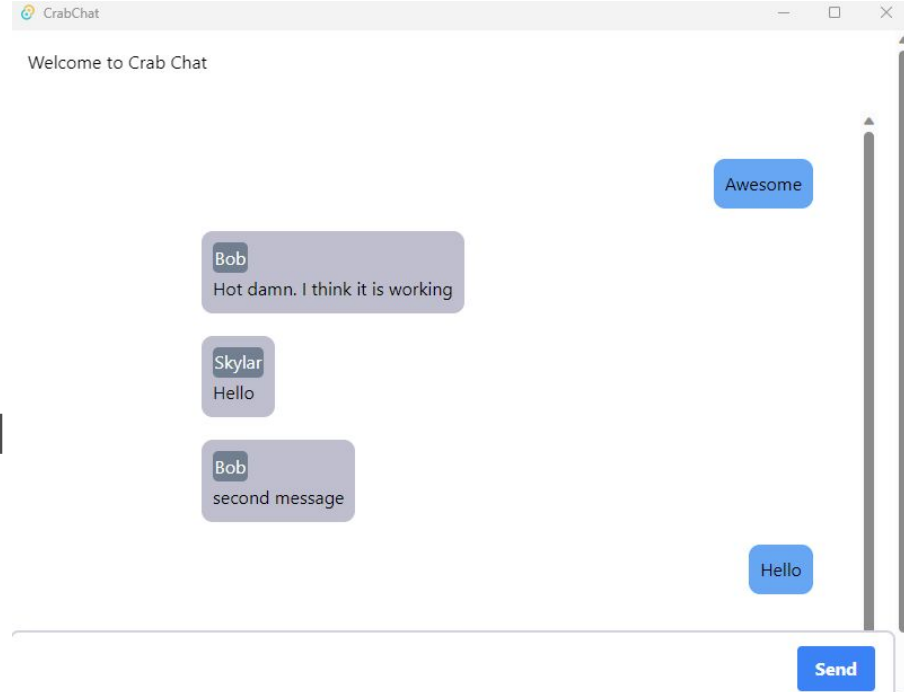 CrabChat
Welcome to Crab Chat
Awesome
Bob
Hot damn. I think it is working
Skylar
Hello
Bob
second message
Hello
Send